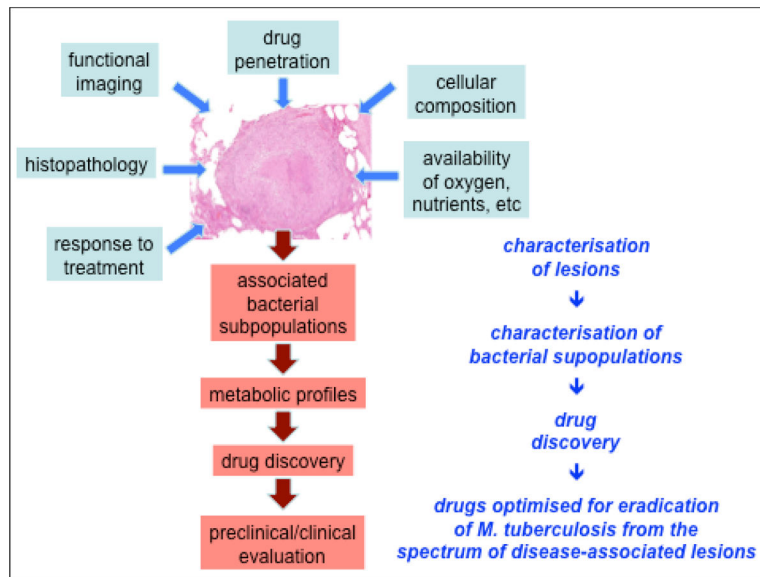 functional
imaging
drug
penetration
cellular
composition
histopathology
availability
of oxygen,
nutrients, etc
response to
treatment
associated
bacterial
subpopulations
metabolic profiles
drug discovery
preclinical/clinical
evaluation
characterisation
of lesions
characterisation of
bacterial supopulations
drug
discovery
drugs optimised for eradication
of M. tuberculosis from the
spectrum of disease-associated lesions